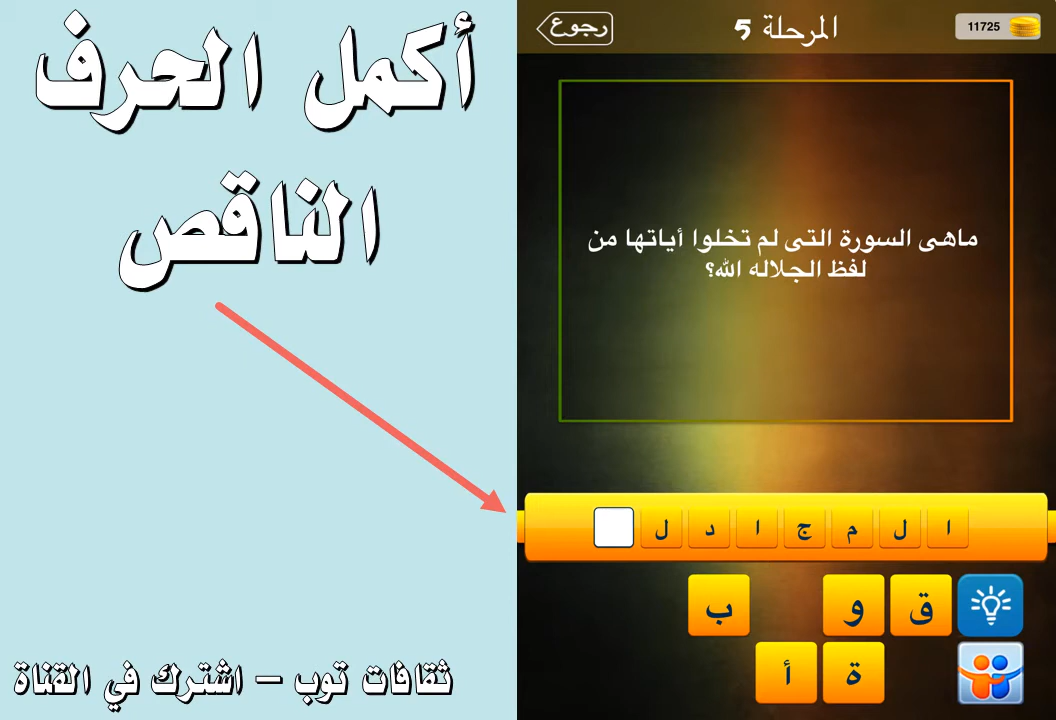 أكمل الحرف
الناقص
ثقافات توب – اشترك في القناة
رجوع
المرحلة 5
11725
ماهى السورة التى لم تخلوا أياتها من
لفظ الجلاله الله؟
ا ل م ج ا د ل
ق و ب
ة أ